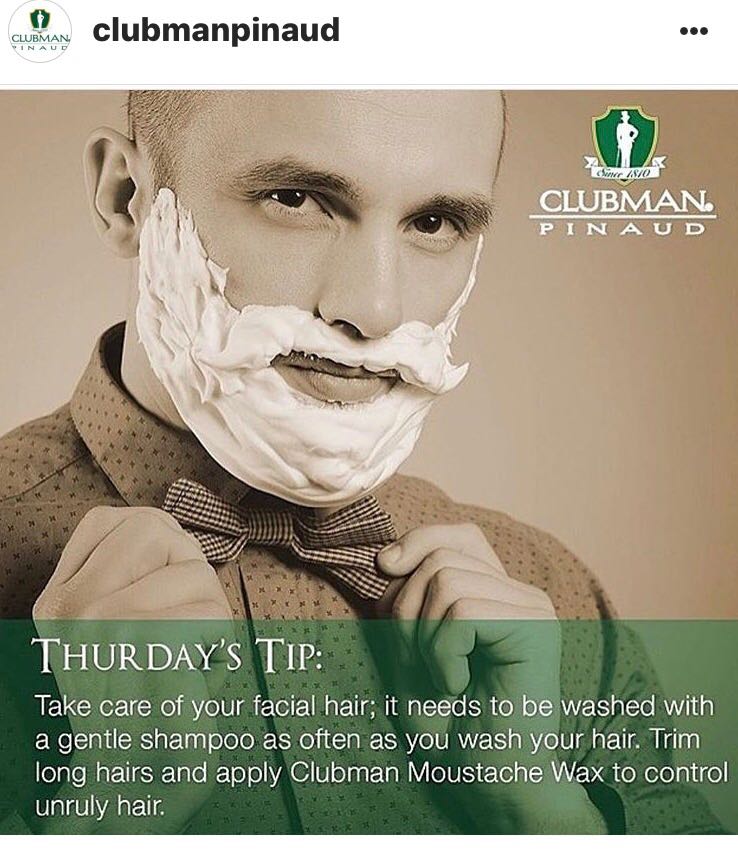 CLUBMAN
PINAUD
clubmanpinaud
Since 1810
CLUBMAN.
PINAUD
THURDAY'S TIP:
Take care of your facial hair; it needs to be washed with
a gentle shampoo as often as you wash your hair. Trim
long hairs and apply Clubman Moustache Wax to control
unruly hair.